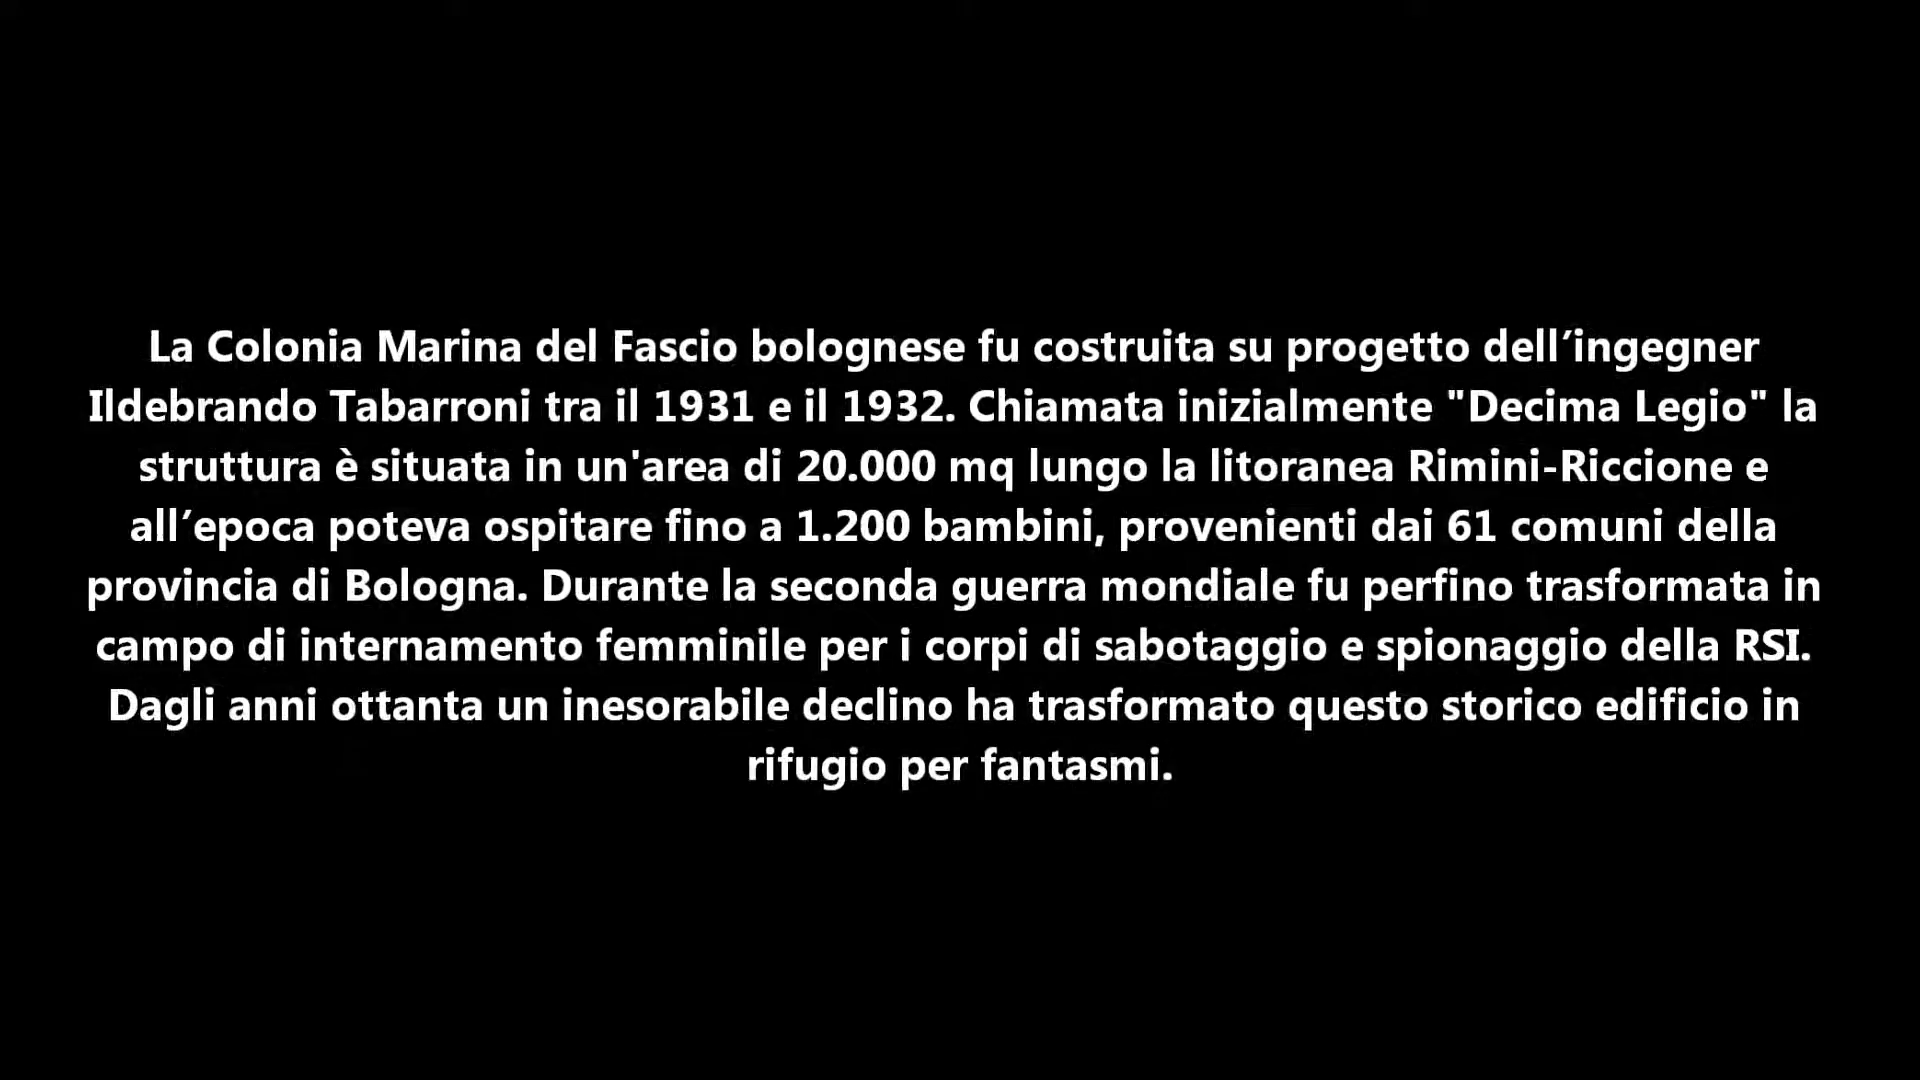 La Colonia Marina del Fascio bolognese fu costruita su progetto dell’ingegner
Ildebrando Tabarroni tra il 1931 e il 1932. Chiamata inizialmente "Decima Legio" la
struttura è situata in un'area di 20.000 mq lungo la litoranea Rimini-Riccione e
all’epoca poteva ospitare fino a 1.200 bambini, provenienti dai 61 comuni della
provincia di Bologna. Durante la seconda guerra mondiale fu perfino trasformata in
campo di internamento femminile per i corpi di sabotaggio e spionaggio della RSI.
Dagli anni ottanta un inesorabile declino ha trasformato questo storico edificio in
rifugio per fantasmi.